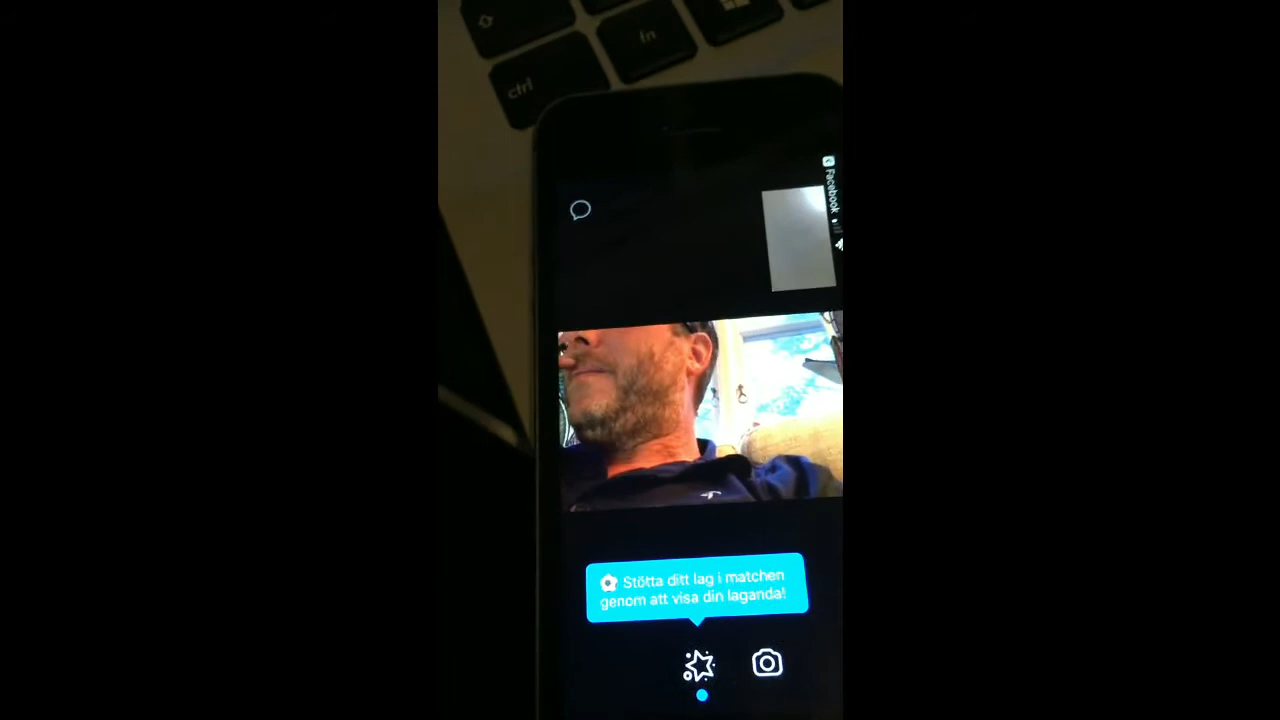 fn
ctrl
Facebook
Stötta ditt lag i matchen
genom att visa din laganda!